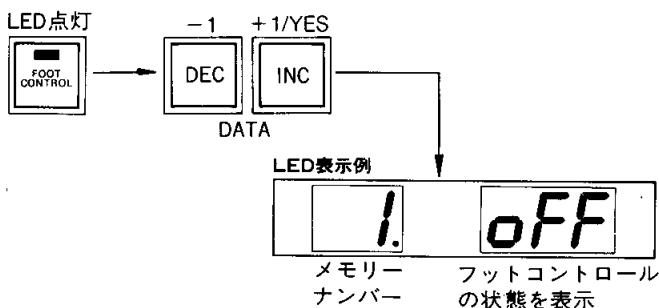 LED点灯
FOOT
CONTROL
−1 +1/YES
DEC INC
DATA
LED表示例
1. oFF
メモリー
ナンバー
フットコントロール
の状態を表示